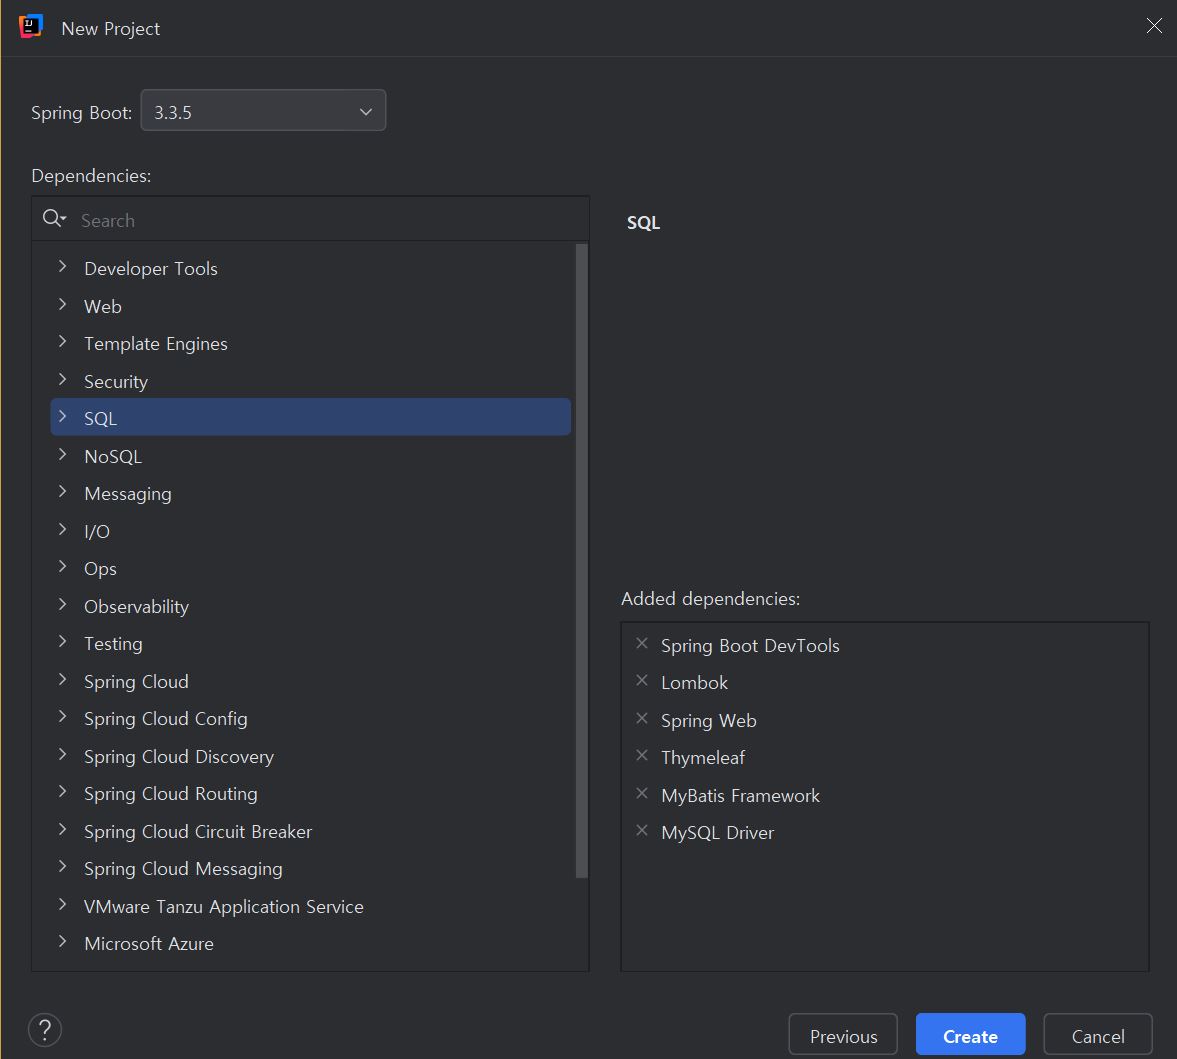 IJ
New Project
Spring Boot: 3.3.5
Dependencies:
Search
Developer Tools
Web
Template Engines
Security
SQL
NoSQL
Messaging
I/O
Ops
Observability
Testing
Spring Cloud
Spring Cloud Config
Spring Cloud Discovery
Spring Cloud Routing
Spring Cloud Circuit Breaker
Spring Cloud Messaging
VMware Tanzu Application Service
Microsoft Azure
SQL
Added dependencies:
Spring Boot DevTools
Lombok
Spring Web
Thymeleaf
MyBatis Framework
MySQL Driver
?
Previous
Create
Cancel